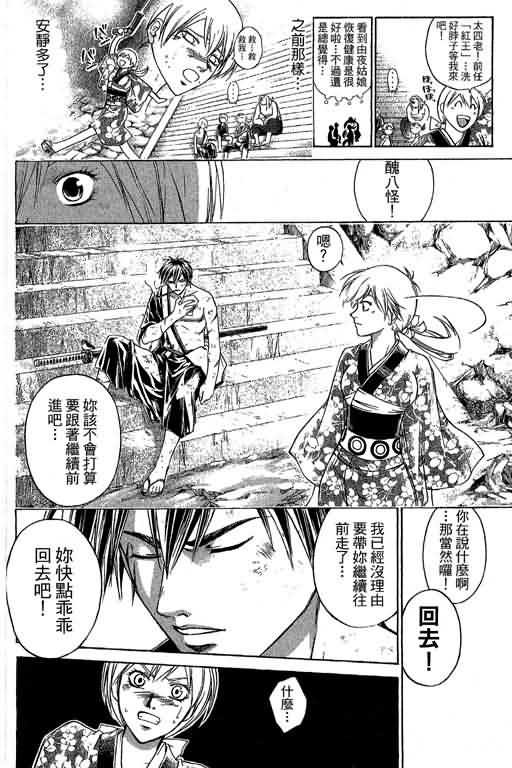 太四老！前任
「紅王」…洗
好脖子等我來
吧！
看到由夜姑娘
恢復健康是很
好啦…不過還
是總覺得…
之前那樣…
救…救
救我…
安靜多了…
醜八怪！
嗯？
妳該不會打算
要跟著繼續前
進吧…
你在說什麼啊
…那當然囉！
回去！
我已經沒理由
要帶妳繼續往
前走了…
妳快點乖乖
回去吧！
什麼…